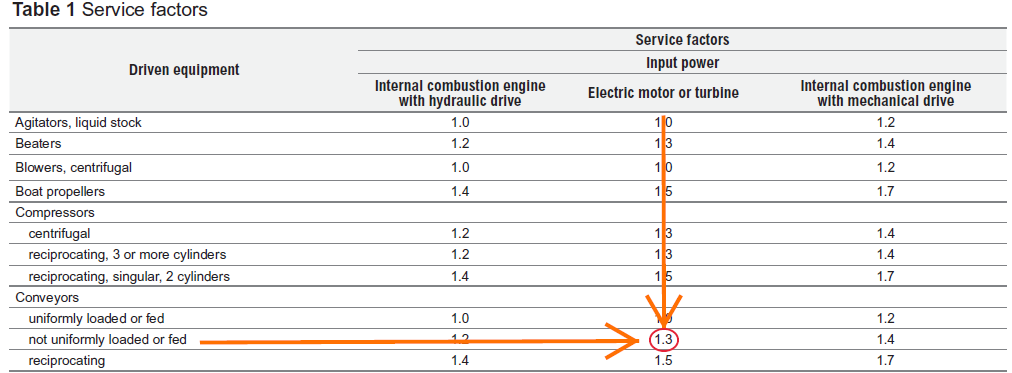 Table 1 Service factors
Service factors
Driven equipment
Input power
Internal combustion engine with hydraulic drive
Electric motor or turbine
Internal combustion engine with mechanical drive
Agitators, liquid stock 1.0 1.0 1.2
Beaters 1.2 1.3 1.4
Blowers, centrifugal 1.0 1.0 1.2
Boat propellers 1.4 1.5 1.7
Compressors
centrifugal 1.2 1.3 1.4
reciprocating, 3 or more cylinders 1.2 1.3 1.4
reciprocating, singular, 2 cylinders 1.4 1.5 1.7
Conveyors
uniformly loaded or fed 1.0 1.0 1.2
not uniformly loaded or fed 1.2 1.3 1.4
reciprocating 1.4 1.5 1.7